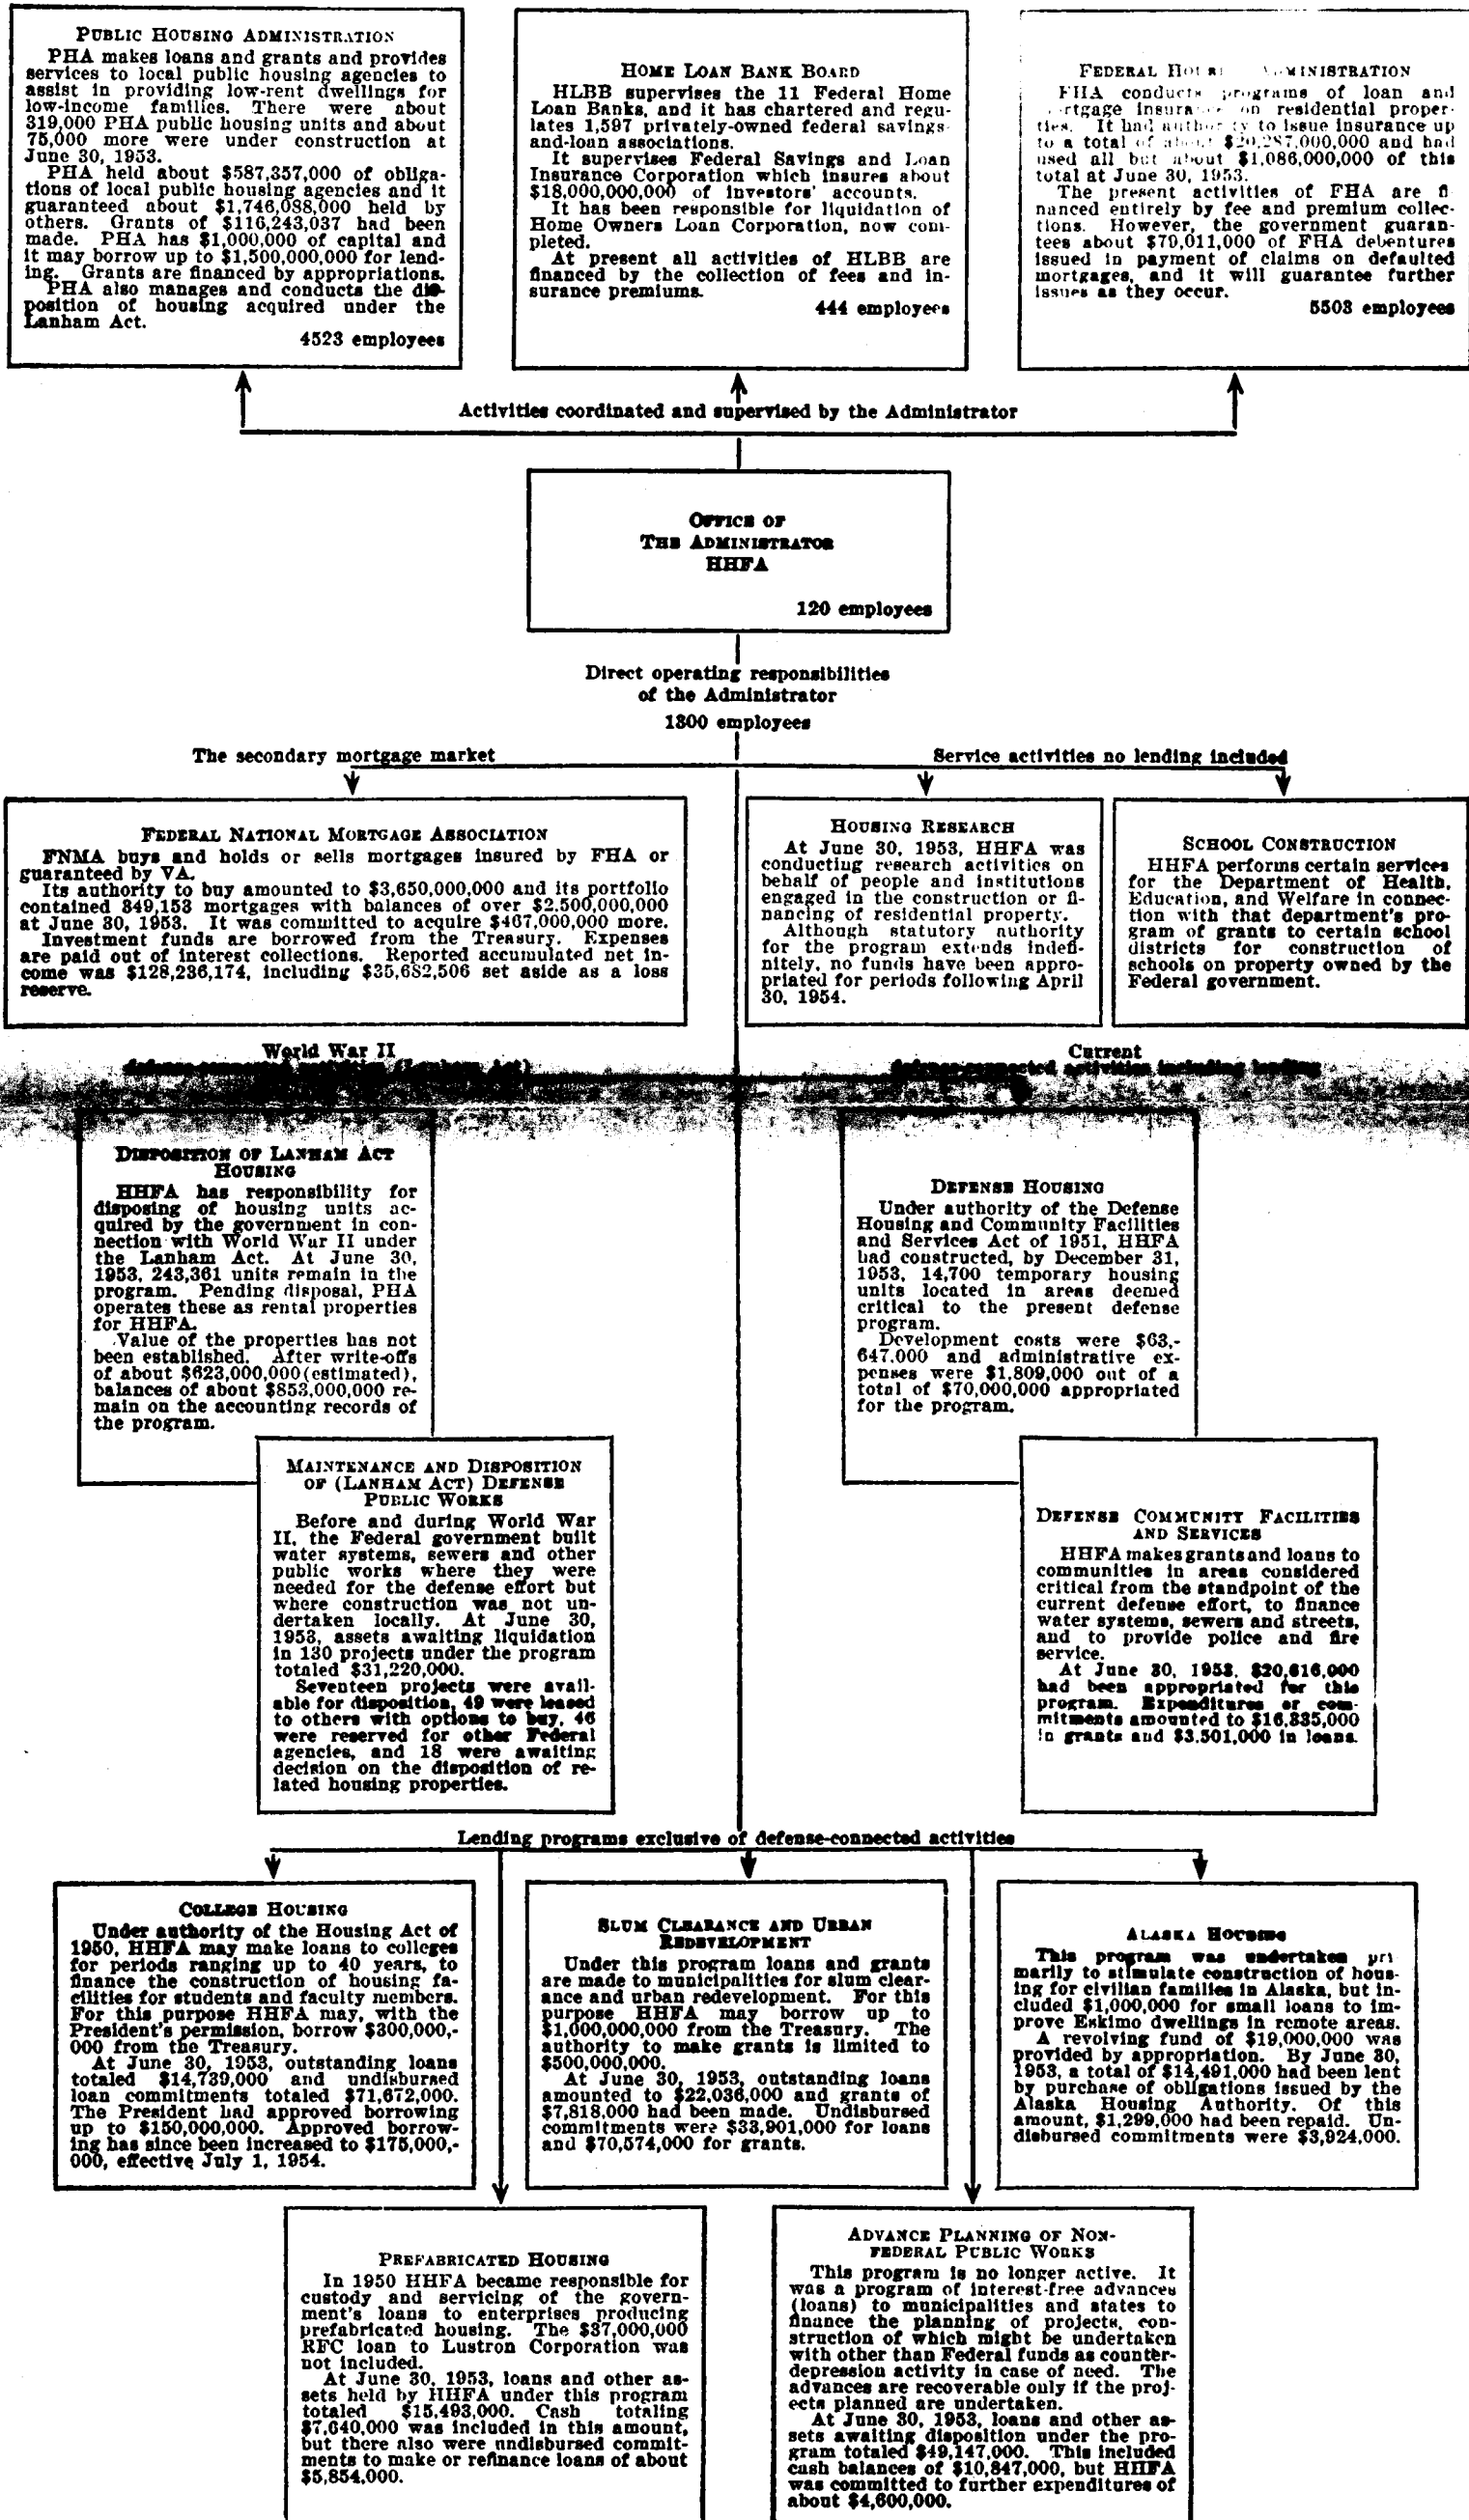 PUBLIC HOUSING ADMINISTRATION
PHA makes loans and grants and provides
services to local public housing agencies to
assist in providing low-rent dwellings for
low-income families. There were about
319,000 PHA public housing units and about
75,000 more were under construction at
June 30, 1953.
PHA held about $587,357,000 of obliga-
tions of local public housing agencies and it
guaranteed about $1,746,088,000 held by
others. Grants of $116,243,037 had been
made. PHA has $1,000,000 of capital and
it may borrow up to $1,500,000,000 for lend-
ing. Grants are financed by appropriations.
PHA also manages and conducts the dis-
position of housing acquired under the
Lanham Act.
4523 employees
HOME LOAN BANK BOARD
HLBB supervises the 11 Federal Home
Loan Banks, and it has chartered and regu-
lates 1,597 privately-owned federal savings-
and-loan associations.
It supervises Federal Savings and Loan
Insurance Corporation which insures about
$18,000,000,000 of investors' accounts.
It has been responsible for liquidation of
Home Owners Loan Corporation, now com-
pleted.
At present all activities of HLBB are
financed by the collection of fees and in-
surance premiums.
444 employees
FEDERAL MINISTRATION
FHA conducts programs of loan and
rtgage insura on residential proper-
ties. It had to issue insurance up
to a total of about $20,287,000,000 and had
used all but about $1,086,000,000 of this
total at June 30, 1953.
The present activities of FHA are fi
nanced entirely by fee and premium collec-
tions. However, the government guaran-
tees about $79,011,000 of FHA debentures
issued in payment of claims on defaulted
mortgages, and it will guarantee further
issues as they occur.
5503 employees
Activities coordinated and supervised by the Administrator
OFFICE OF
THE ADMINISTRATOR
HHFA
120 employees
Direct operating responsibilities
of the Administrator
1300 employees
The secondary mortgage market
Service activities no lending included
FEDERAL NATIONAL MORTGAGE ASSOCIATION
FNMA buys and holds or sells mortgages insured by FHA or
guaranteed by VA.
Its authority to buy amounted to $3,650,000,000 and its portfolio
contained 349,153 mortgages with balances of over $2,500,000,000
at June 30, 1953. It was committed to acquire $467,000,000 more.
Investment funds are borrowed from the Treasury. Expenses
are paid out of interest collections. Reported accumulated net in-
come was $128,236,174, including $35,682,506 set aside as a loss
reserve.
HOUSING RESEARCH
At June 30, 1953, HHFA was
conducting research activities on
behalf of people and institutions
engaged in the construction or fi-
nancing of residential property.
Although statutory authority
for the program extends indefi-
nitely, no funds have been appro-
priated for periods following April
30, 1954.
SCHOOL CONSTRUCTION
HHFA performs certain services
for the Department of Health,
Education, and Welfare in connec-
tion with that department's pro-
gram of grants to certain school
districts for construction of
schools on property owned by the
Federal government.
World War II
defense-connected activities (Lanham Act)
Current
defense-connected activities including lending
DISPOSITION OF LANHAM ACT
HOUSING
HHFA has responsibility for
disposing of housing units ac-
quired by the government in con-
nection with World War II under
the Lanham Act. At June 30,
1953, 243,361 units remain in the
program. Pending disposal, PHA
operates these as rental properties
for HHFA.
Value of the properties has not
been established. After write-offs
of about $623,000,000 (estimated),
balances of about $853,000,000 re-
main on the accounting records of
the program.
DEFENSE HOUSING
Under authority of the Defense
Housing and Community Facilities
and Services Act of 1951, HHFA
had constructed, by December 31,
1953, 14,700 temporary housing
units located in areas deemed
critical to the present defense
program.
Development costs were $63,-
647,000 and administrative ex-
penses were $1,809,000 out of a
total of $70,000,000 appropriated
for the program.
MAINTENANCE AND DISPOSITION
OF (LANHAM ACT) DEFENSE
PUBLIC WORKS
Before and during World War
II, the Federal government built
water systems, sewers and other
public works where they were
needed for the defense effort but
where construction was not un-
dertaken locally. At June 30,
1953, assets awaiting liquidation
in 130 projects under the program
totaled $31,220,000.
Seventeen projects were avail-
able for disposition, 49 were leased
to others with options to buy, 46
were reserved for other Federal
agencies, and 18 were awaiting
decision on the disposition of re-
lated housing properties.
DEFENSE COMMUNITY FACILITIES
AND SERVICES
HHFA makes grants and loans to
communities in areas considered
critical from the standpoint of the
current defense effort, to finance
water systems, sewers and streets,
and to provide police and fire
service.
At June 30, 1953, $20,616,000
had been appropriated for this
program. Expenditures or com-
mitments amounted to $16,335,000
in grants and $3,501,000 in loans.
Lending programs exclusive of defense-connected activities
COLLEGE HOUSING
Under authority of the Housing Act of
1950, HHFA may make loans to colleges
for periods ranging up to 40 years, to
finance the construction of housing fa-
cilities for students and faculty members.
For this purpose HHFA may, with the
President's permission, borrow $300,000,-
000 from the Treasury.
At June 30, 1953, outstanding loans
totaled $14,739,000 and undisbursed
loan commitments totaled $71,672,000.
The President had approved borrowing
up to $150,000,000. Approved borrow-
ing has since been increased to $175,000,-
000, effective July 1, 1954.
SLUM CLEARANCE AND URBAN
REDEVELOPMENT
Under this program loans and grants
are made to municipalities for slum clear-
ance and urban redevelopment. For this
purpose HHFA may borrow up to
$1,000,000,000 from the Treasury. The
authority to make grants is limited to
$500,000,000.
At June 30, 1953, outstanding loans
amounted to $22,036,000 and grants of
$7,818,000 had been made. Undisbursed
commitments were $33,901,000 for loans
and $70,574,000 for grants.
ALASKA HOUSING
This program was undertaken pri
marily to stimulate construction of hous-
ing for civilian families in Alaska, but in-
cluded $1,000,000 for small loans to im-
prove Eskimo dwellings in remote areas.
A revolving fund of $19,000,000 was
provided by appropriation. By June 30,
1953, a total of $14,491,000 had been lent
by purchase of obligations issued by the
Alaska Housing Authority. Of this
amount, $1,299,000 had been repaid. Un-
disbursed commitments were $3,924,000.
PREFABRICATED HOUSING
In 1950 HHFA became responsible for
custody and servicing of the govern-
ment's loans to enterprises producing
prefabricated housing. The $37,000,000
RFC loan to Lustron Corporation was
not included.
At June 30, 1953, loans and other as-
sets held by HHFA under this program
totaled $15,493,000. Cash totaling
$7,640,000 was included in this amount,
but there also were undisbursed commit-
ments to make or refinance loans of about
$5,854,000.
ADVANCE PLANNING OF NON-
FEDERAL PUBLIC WORKS
This program is no longer active. It
was a program of interest-free advances
(loans) to municipalities and states to
finance the planning of projects, con-
struction of which might be undertaken
with other than Federal funds as counter-
depression activity in case of need. The
advances are recoverable only if the proj-
ects planned are undertaken.
At June 30, 1953, loans and other as-
sets awaiting disposition under the pro-
gram totaled $49,147,000. This included
cash balances of $10,847,000, but HHFA
was committed to further expenditures of
about $4,600,000.